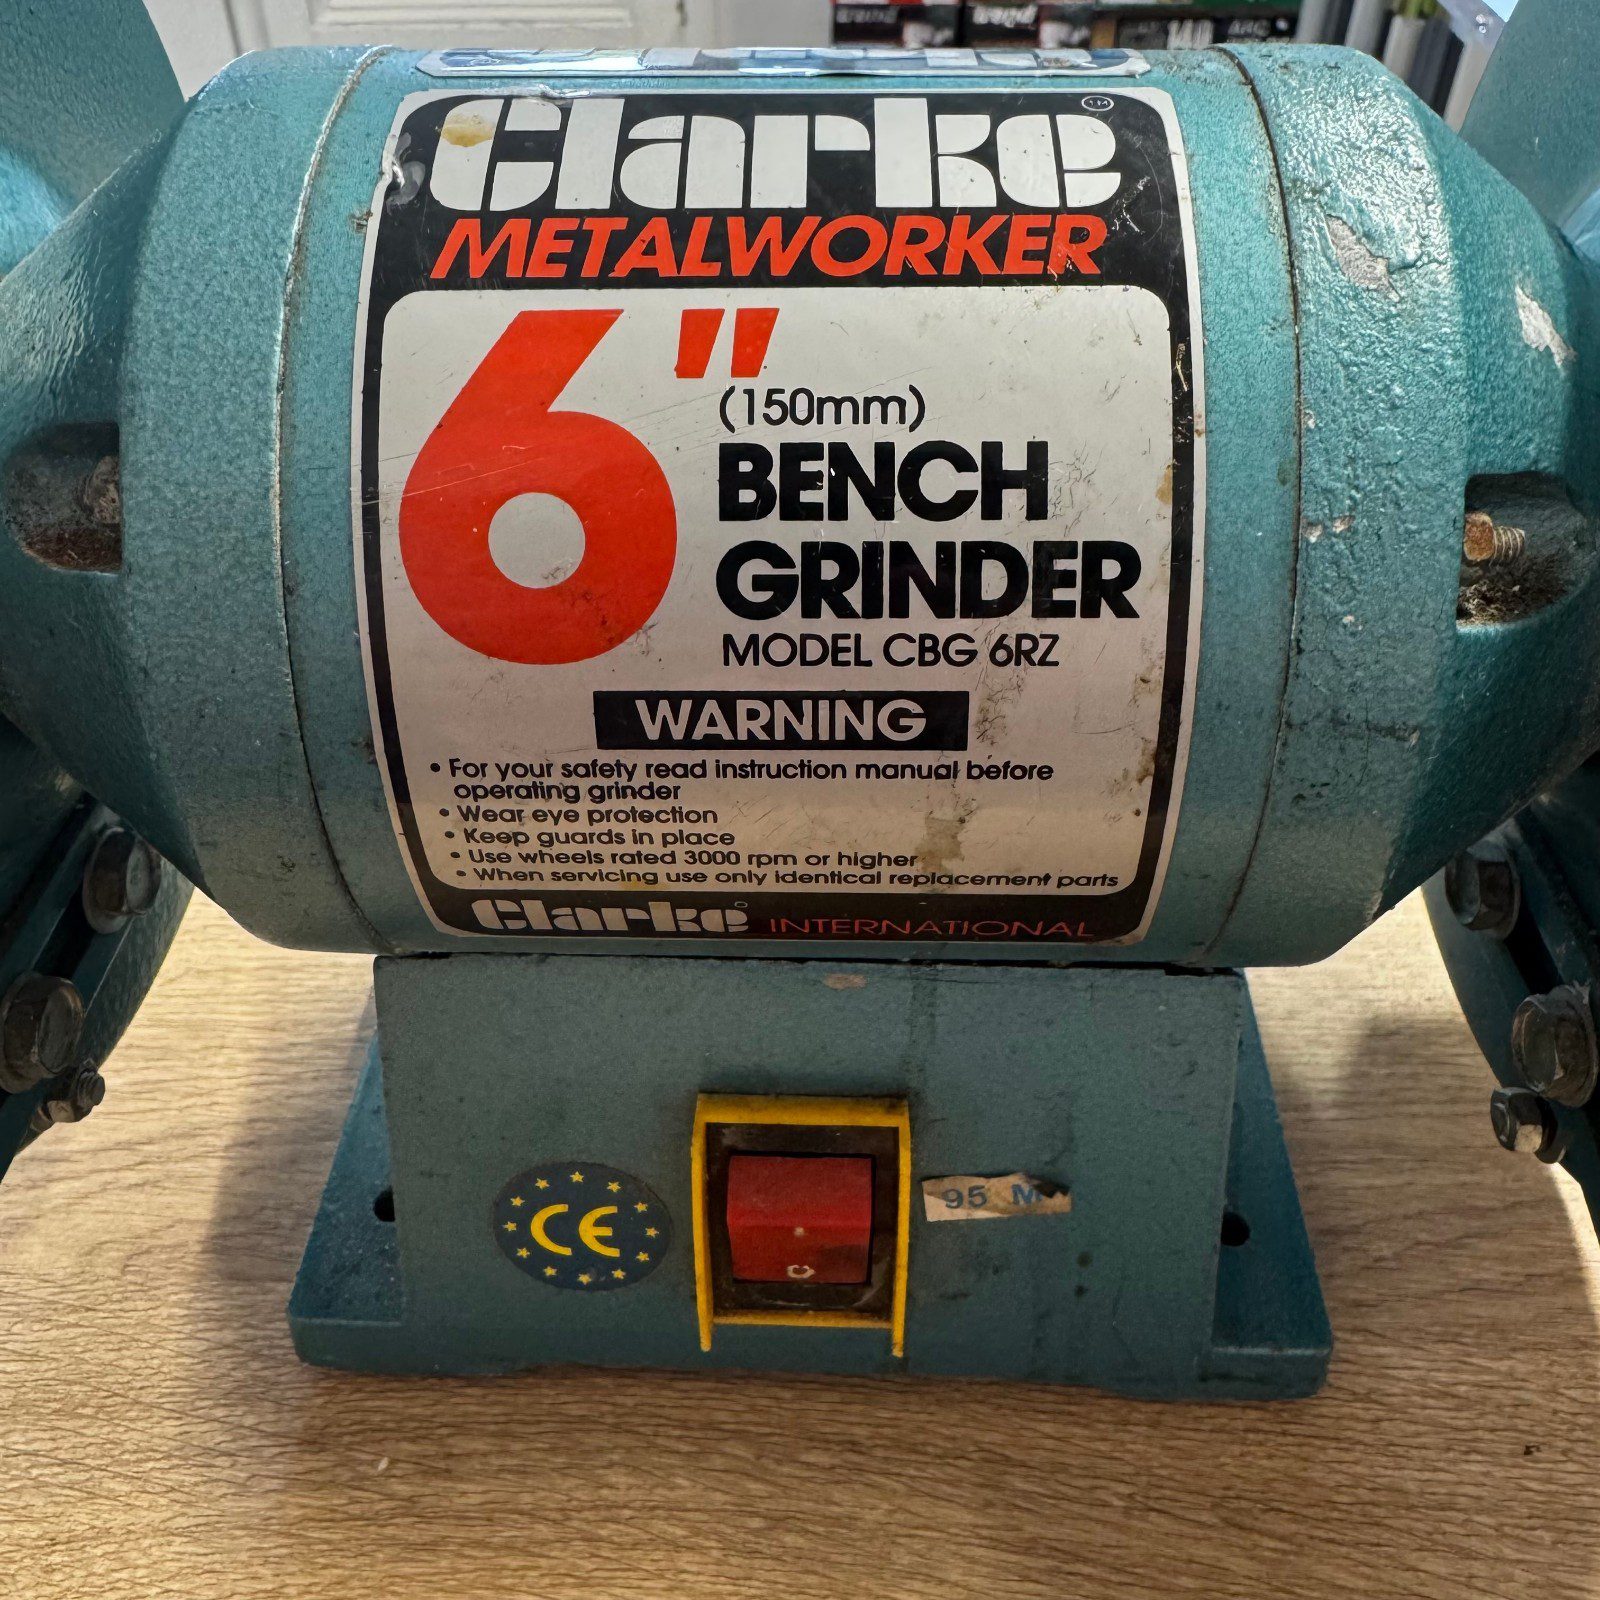 Clarke
METALWORKER
6"
(150mm)
BENCH
GRINDER
MODEL CBG 6RZ
WARNING
• For your safety read instruction manual before
operating grinder
• Wear eye protection
• Keep guards in place
• Use wheels rated 3000 rpm or higher
• When servicing use only identical replacement parts
Clarke INTERNATIONAL
CE
95 M